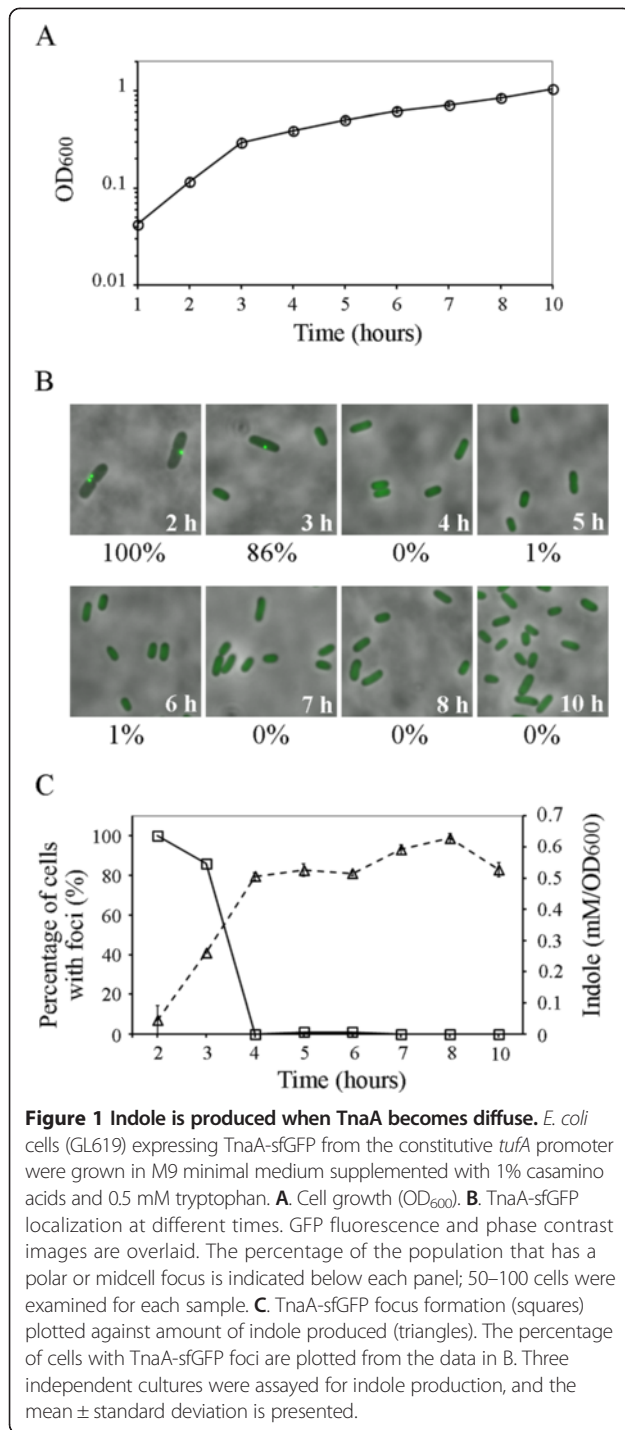 A
1
0.1
0.01
OD600
1 2 3 4 5 6 7 8 10
Time (hours)
B
2 h 3 h 4 h 5 h
100% 86% 0% 1%
6 h 7 h 8 h 10 h
1% 0% 0% 0%
C
Percentage of cells
with foci (%)
100
80
60
40
20
0
0.7
0.6
0.5
0.4
0.3
0.2
0.1
0
Indole (mM/OD600)
2 3 4 5 6 7 8 10
Time (hours)
Figure 1 Indole is produced when TnaA becomes diffuse. E. coli
cells (GL619) expressing TnaA-sfGFP from the constitutive tufA promoter
were grown in M9 minimal medium supplemented with 1% casamino
acids and 0.5 mM tryptophan. A. Cell growth (OD600). B. TnaA-sfGFP
localization at different times. GFP fluorescence and phase contrast
images are overlaid. The percentage of the population that has a
polar or midcell focus is indicated below each panel; 50–100 cells were
examined for each sample. C. TnaA-sfGFP focus formation (squares)
plotted against amount of indole produced (triangles). The percentage
of cells with TnaA-sfGFP foci are plotted from the data in B. Three
independent cultures were assayed for indole production, and the
mean ± standard deviation is presented.